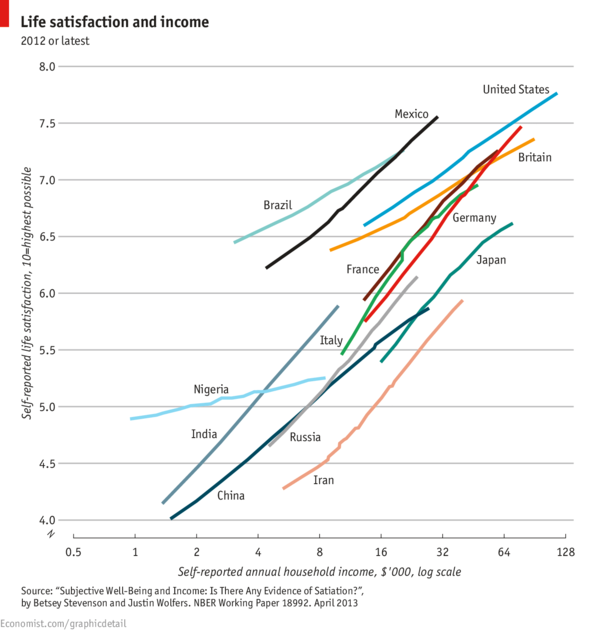 Life satisfaction and income
2012 or latest
8.0
7.5
7.0
6.5
6.0
5.5
5.0
4.5
4.0
Self-reported life satisfaction, 10=highest possible
United States
Mexico
Britain
Brazil
Germany
Japan
France
Italy
Nigeria
India
Russia
Iran
China
0.5 1 2 4 8 16 32 64 128
Self-reported annual household income, $'000, log scale
Source: “Subjective Well-Being and Income: Is There Any Evidence of Satiation?”,
by Betsey Stevenson and Justin Wolfers. NBER Working Paper 18992. April 2013
Economist.com/graphicdetail